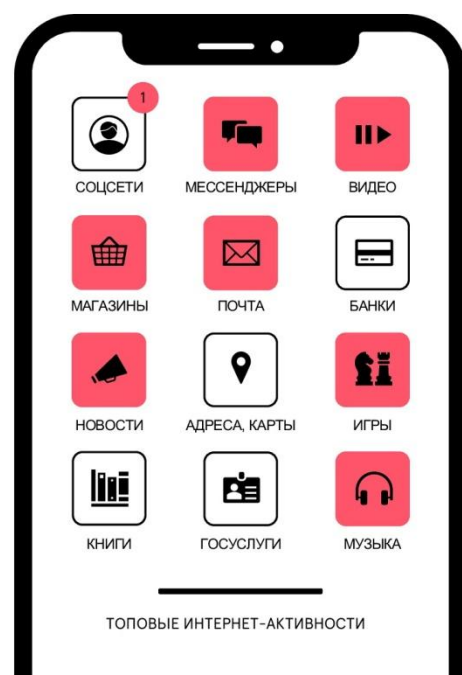 1
СОЦСЕТИ МЕССЕНДЖЕРЫ ВИДЕО
МАГАЗИНЫ ПОЧТА БАНКИ
НОВОСТИ АДРЕСА, КАРТЫ ИГРЫ
КНИГИ ГОСУСЛУГИ МУЗЫКА
ТОПОВЫЕ ИНТЕРНЕТ-АКТИВНОСТИ